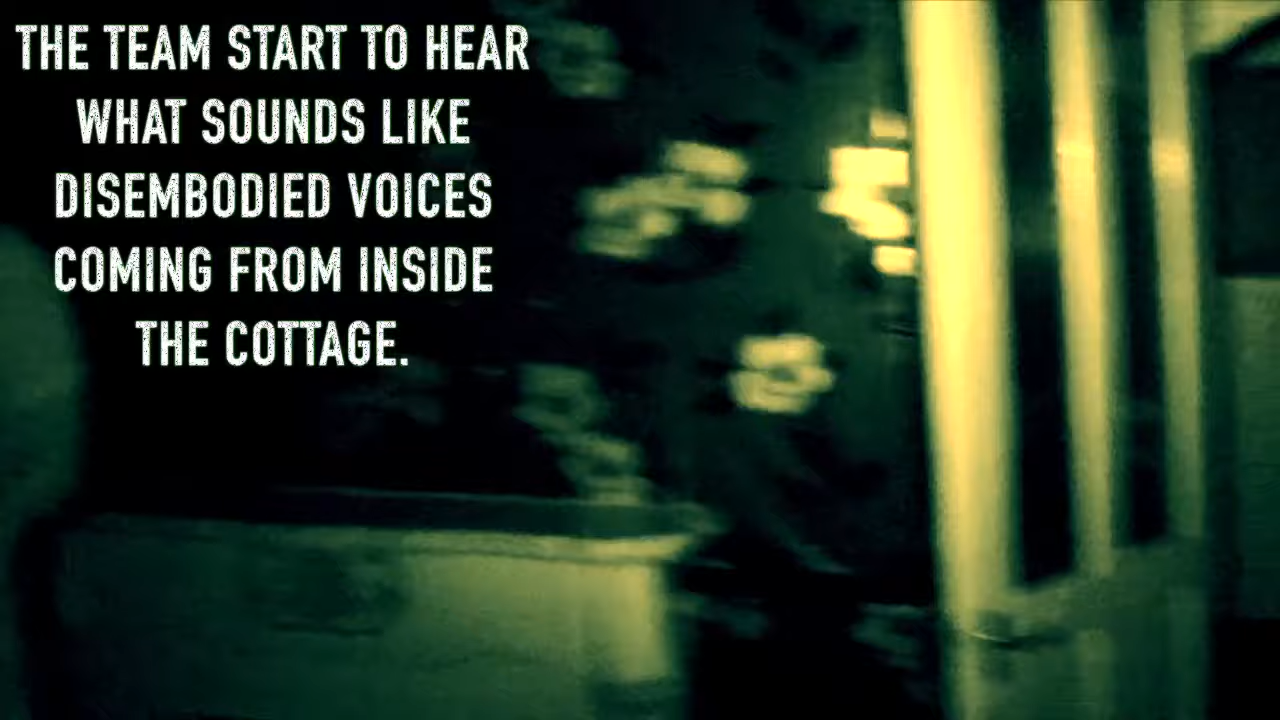 THE TEAM START TO HEAR
WHAT SOUNDS LIKE
DISEMBODIED VOICES
COMING FROM INSIDE
THE COTTAGE.